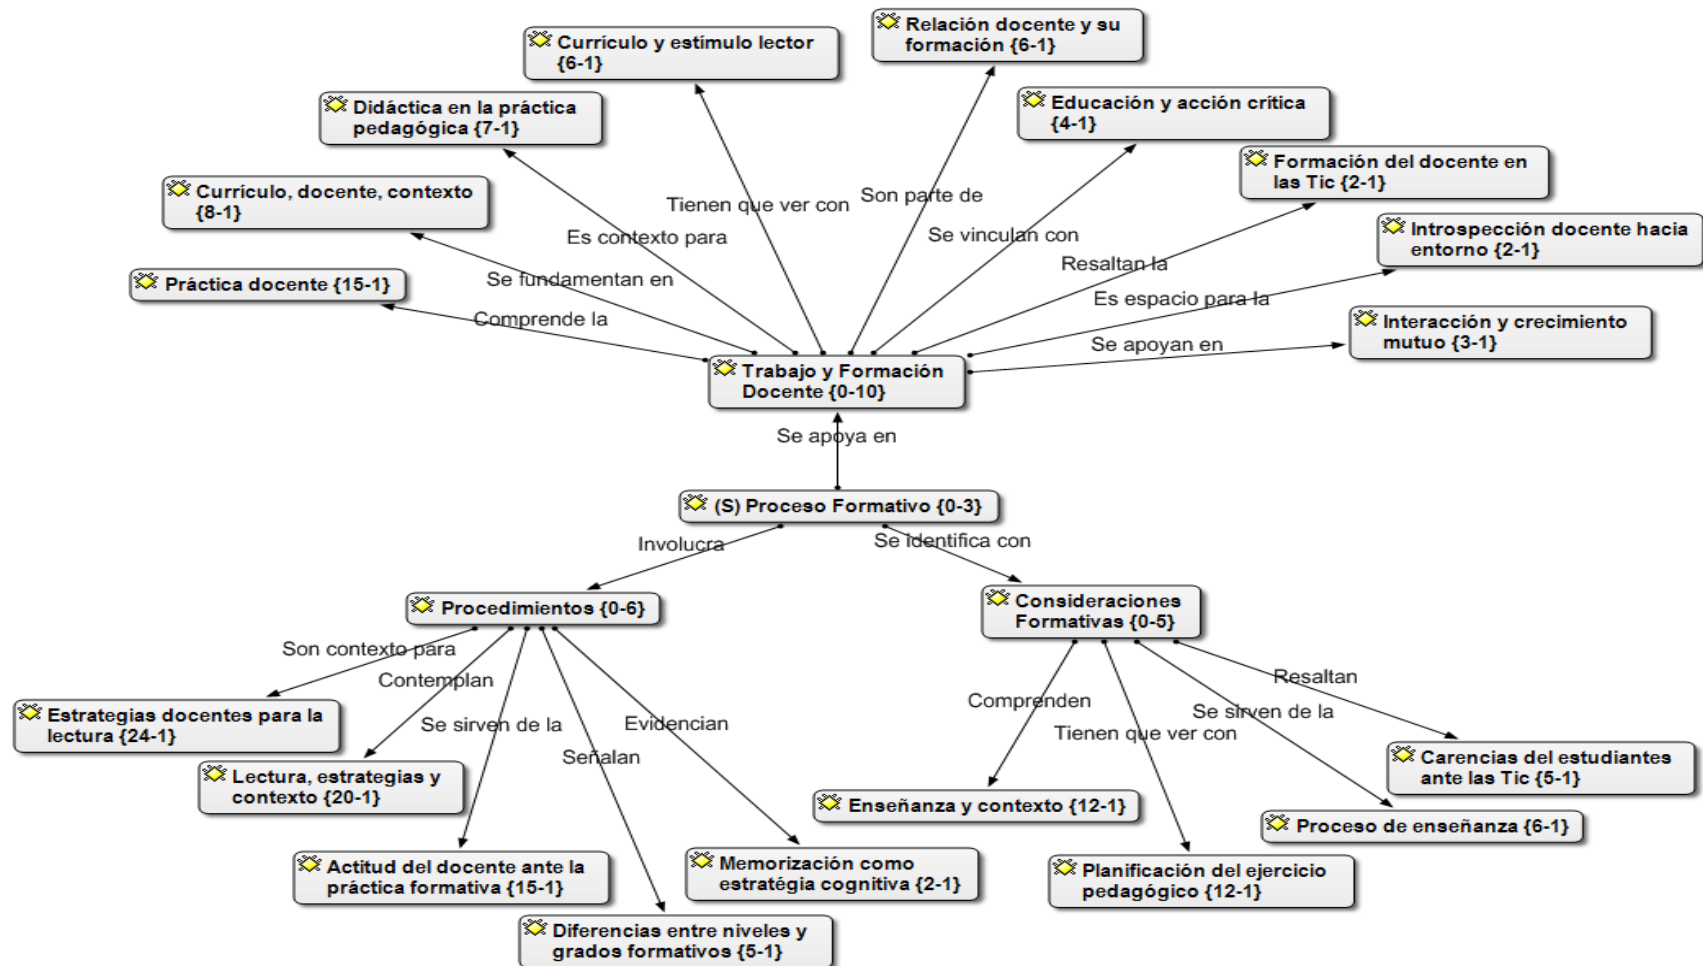 Relación docente y su
formación {6-1}
Currículo y estímulo lector
{6-1}
Didáctica en la práctica
pedagógica {7-1}
Educación y acción crítica
{4-1}
Formación del docente en
las Tic {2-1}
Currículo, docente, contexto
{8-1}
Introspección docente hacia
entorno {2-1}
Práctica docente {15-1}
Interacción y crecimiento
mutuo {3-1}
Tienen que ver con
Son parte de
Es contexto para
Se vinculan con
Se fundamentan en
Resaltan la
Comprende la
Es espacio para la
Se apoyan en
Trabajo y Formación
Docente {0-10}
Se apoya en
(S) Proceso Formativo {0-3}
Involucra
Se identifica con
Procedimientos {0-6}
Consideraciones
Formativas {0-5}
Son contexto para
Contemplan
Se sirven de la
Evidencian
Señalan
Comprenden
Tienen que ver con
Se sirven de la
Resaltan
Estrategias docentes para la
lectura {24-1}
Lectura, estrategias y
contexto {20-1}
Actitud del docente ante la
práctica formativa {15-1}
Diferencias entre niveles y
grados formativos {5-1}
Memorización como
estratégia cognitiva {2-1}
Enseñanza y contexto {12-1}
Planificación del ejercicio
pedagógico {12-1}
Proceso de enseñanza {6-1}
Carencias del estudiantes
ante las Tic {5-1}